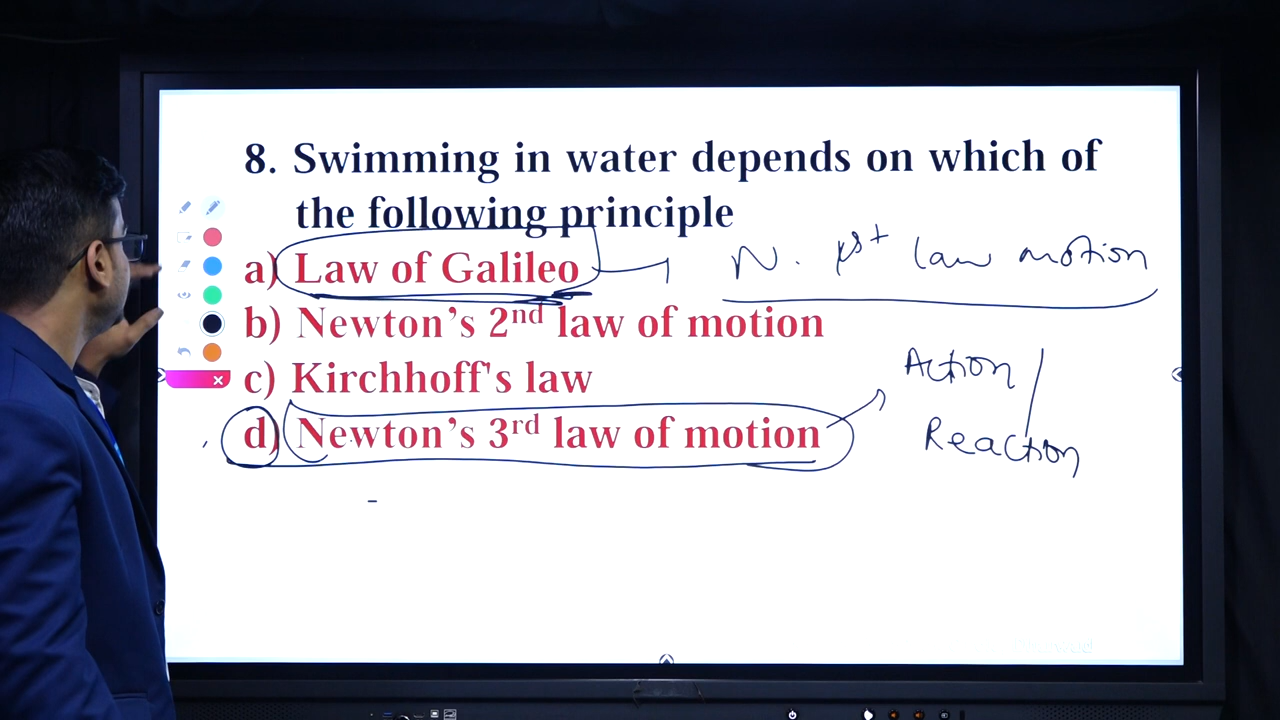 8. Swimming in water depends on which of
the following principle
a) Law of Galileo
N. 1st law motion
b) Newton's 2nd law of motion
c) Kirchhoff's law
Action /
d) Newton's 3rd law of motion
Reaction